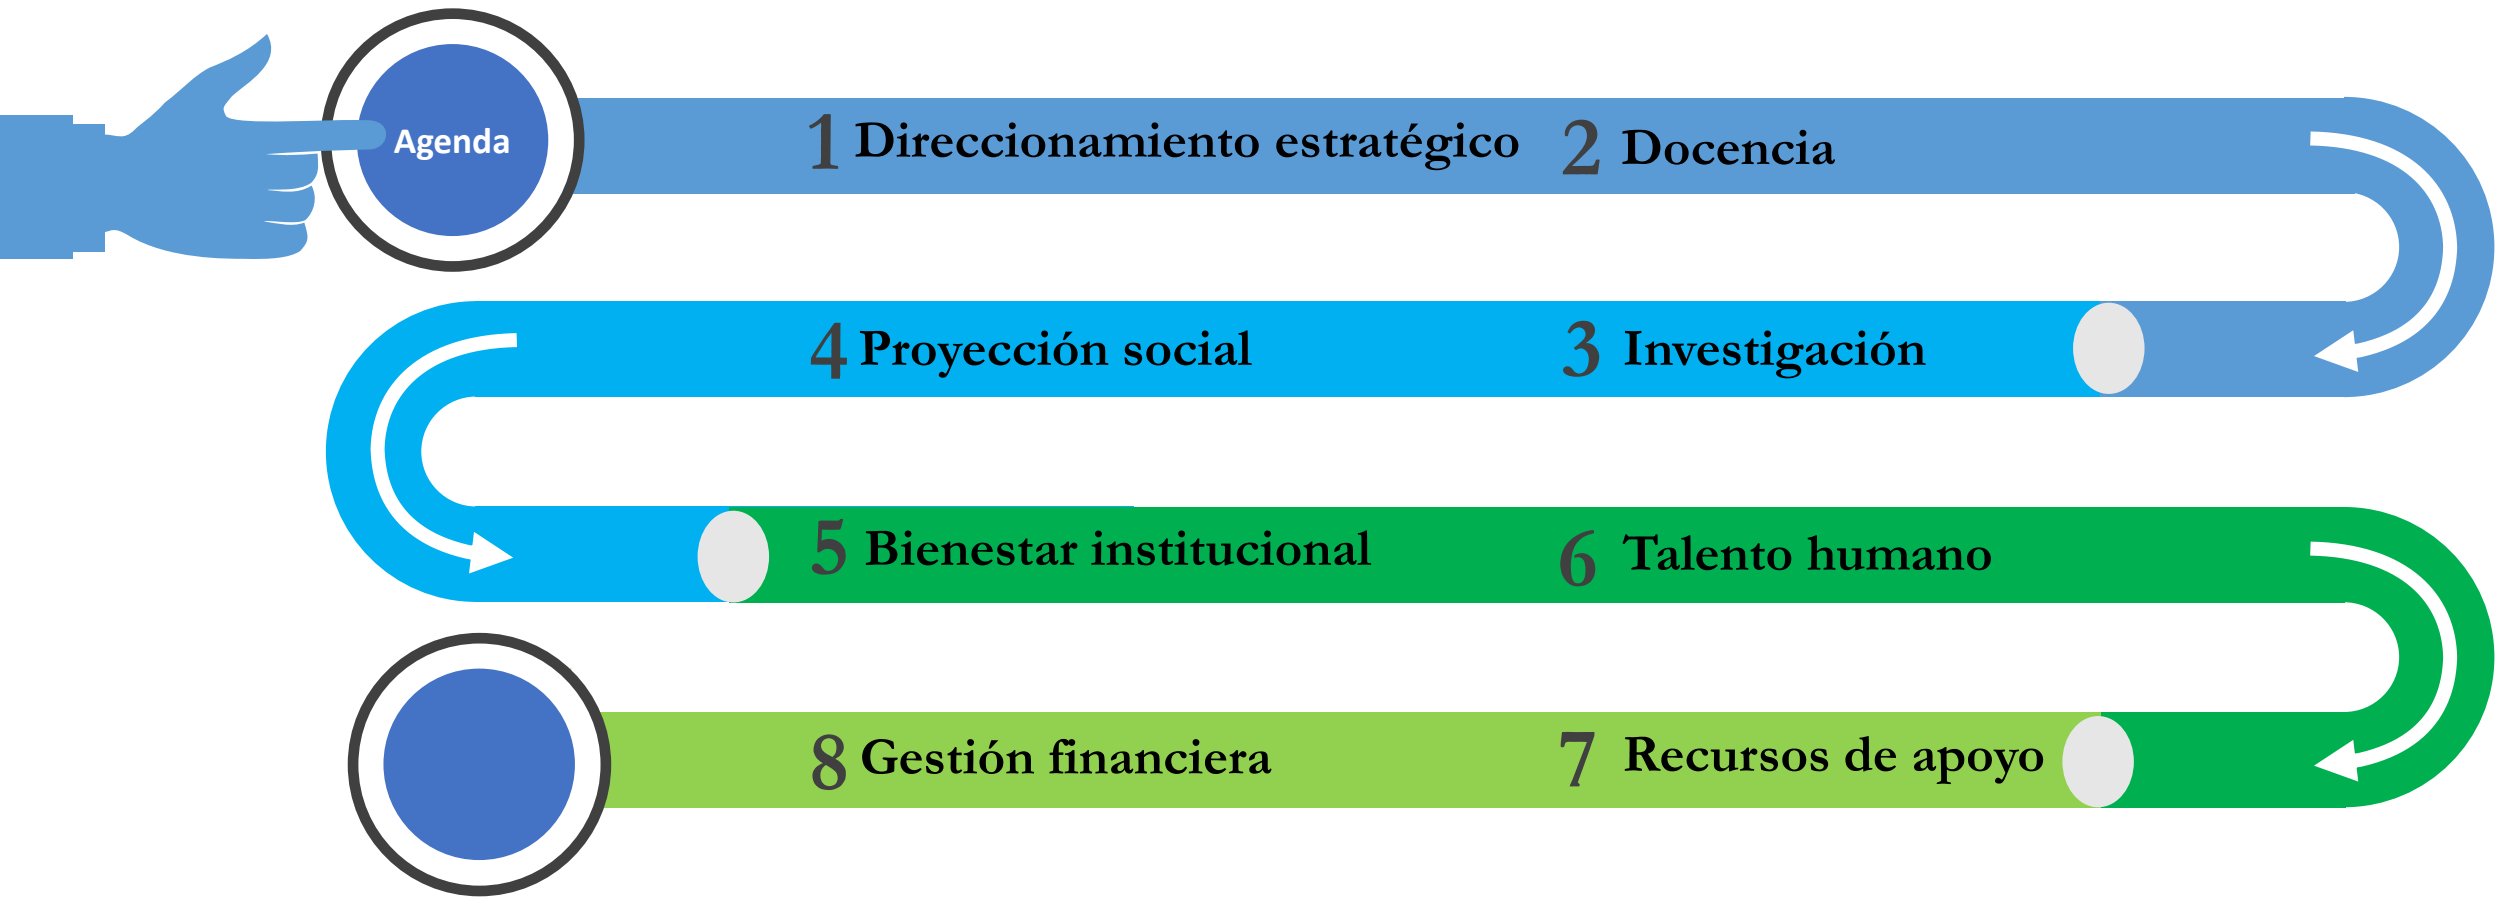 Agenda
1 Direccionamiento estratégico
2 Docencia
3 Investigación
4 Proyección social
5 Bienestar institucional
6 Talento humano
7 Recursos de apoyo
8 Gestión financiera